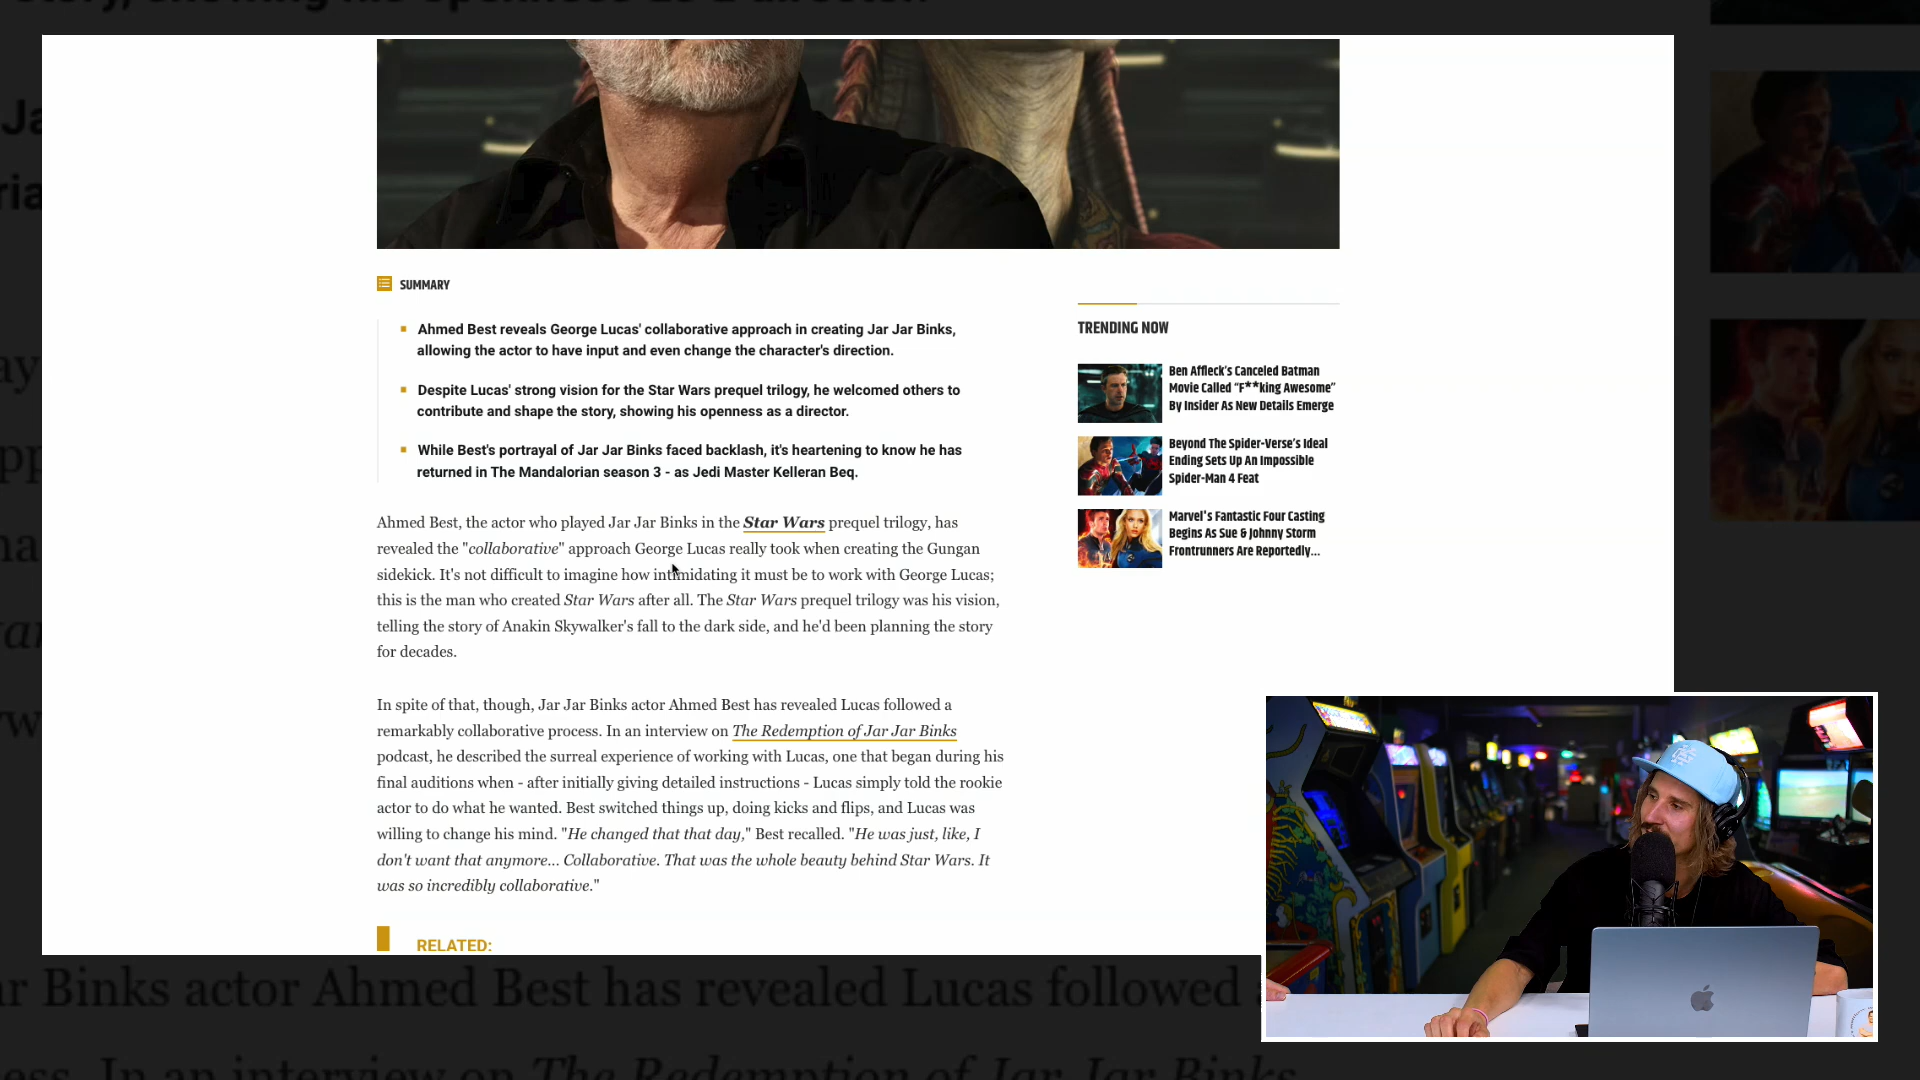 SUMMARY
Ahmed Best reveals George Lucas' collaborative approach in creating Jar Jar Binks,
allowing the actor to have input and even change the character's direction.
Despite Lucas' strong vision for the Star Wars prequel trilogy, he welcomed others to
contribute and shape the story, showing his openness as a director.
While Best's portrayal of Jar Jar Binks faced backlash, it's heartening to know he has
returned in The Mandalorian season 3 - as Jedi Master Kelleran Beq.
Ahmed Best, the actor who played Jar Jar Binks in the Star Wars prequel trilogy, has
revealed the "collaborative" approach George Lucas really took when creating the Gungan
sidekick. It's not difficult to imagine how intimidating it must be to work with George Lucas;
this is the man who created Star Wars after all. The Star Wars prequel trilogy was his vision,
telling the story of Anakin Skywalker's fall to the dark side, and he'd been planning the story
for decades.
In spite of that, though, Jar Jar Binks actor Ahmed Best has revealed Lucas followed a
remarkably collaborative process. In an interview on The Redemption of Jar Jar Binks
podcast, he described the surreal experience of working with Lucas, one that began during his
final auditions when - after initially giving detailed instructions - Lucas simply told the rookie
actor to do what he wanted. Best switched things up, doing kicks and flips, and Lucas was
willing to change his mind. "He changed that that day," Best recalled. "He was just, like, I
don't want that anymore... Collaborative. That was the whole beauty behind Star Wars. It
was so incredibly collaborative."
RELATED:
TRENDING NOW
Ben Affleck's Canceled Batman
Movie Called "F**king Awesome"
By Insider As New Details Emerge
Beyond The Spider-Verse's Ideal
Ending Sets Up An Impossible
Spider-Man 4 Feat
Marvel's Fantastic Four Casting
Begins As Sue & Johnny Storm
Frontrunners Are Reportedly...
ar Binks actor Ahmed Best has revealed Lucas followed
ess. In an interview on The Redemption of Jar Jar Binks